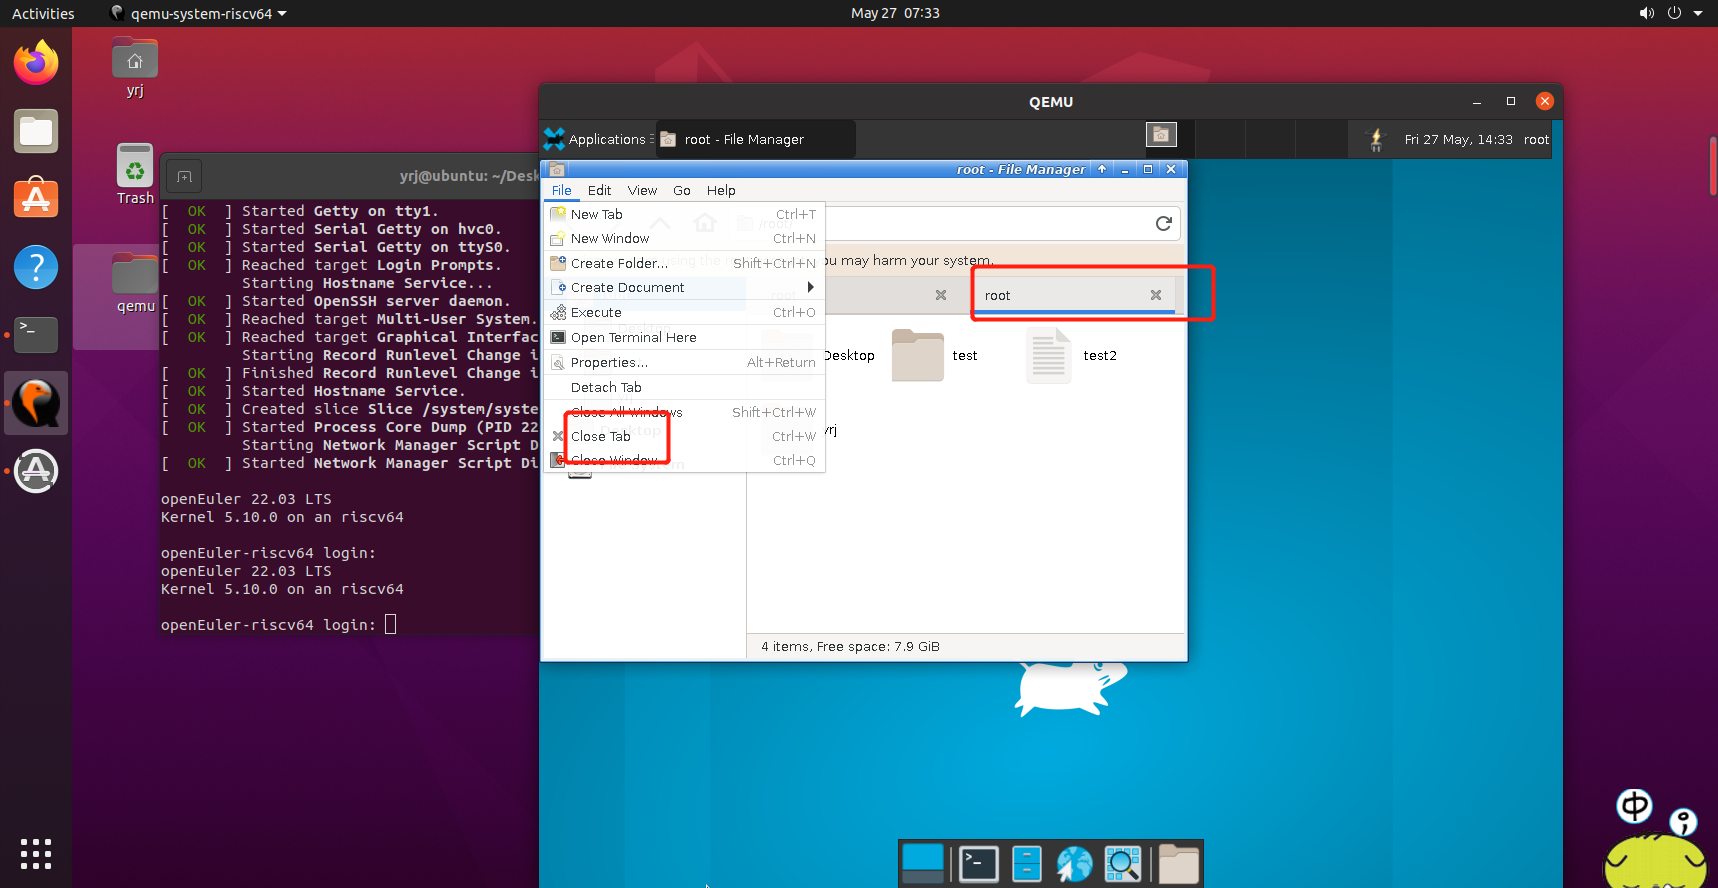 Activities
qemu-system-riscv64
May 27 07:33
yrj
Trash
qemu
yrj@ubuntu: ~/Desk
[ OK ] Started Getty on tty1.
[ OK ] Started Serial Getty on hvc0.
[ OK ] Started Serial Getty on ttyS0.
[ OK ] Reached target Login Prompts.
Starting Hostname Service...
[ OK ] Started OpenSSH server daemon.
[ OK ] Reached target Multi-User System.
[ OK ] Reached target Graphical Interfac
Starting Record Runlevel Change i
[ OK ] Finished Record Runlevel Change i
[ OK ] Started Hostname Service.
[ OK ] Created slice Slice /system/syste
[ OK ] Started Process Core Dump (PID 22
Starting Network Manager Script D
[ OK ] Started Network Manager Script Di
openEuler 22.03 LTS
Kernel 5.10.0 on an riscv64
openEuler-riscv64 login:
openEuler 22.03 LTS
Kernel 5.10.0 on an riscv64
openEuler-riscv64 login:
QEMU
Applications
root - File Manager
Fri 27 May, 14:33
root
root - File Manager
File Edit View Go Help
New Tab Ctrl+T
New Window Ctrl+N
Create Folder... Shift+Ctrl+N
Create Document
Execute Ctrl+O
Open Terminal Here
Properties... Alt+Return
Detach Tab
Close All Windows Shift+Ctrl+W
Close Tab Ctrl+W
Close Window Ctrl+Q
/root/
using the
ou may harm your system.
root
Desktop
test
test2
yrj
4 items, Free space: 7.9 GiB
中